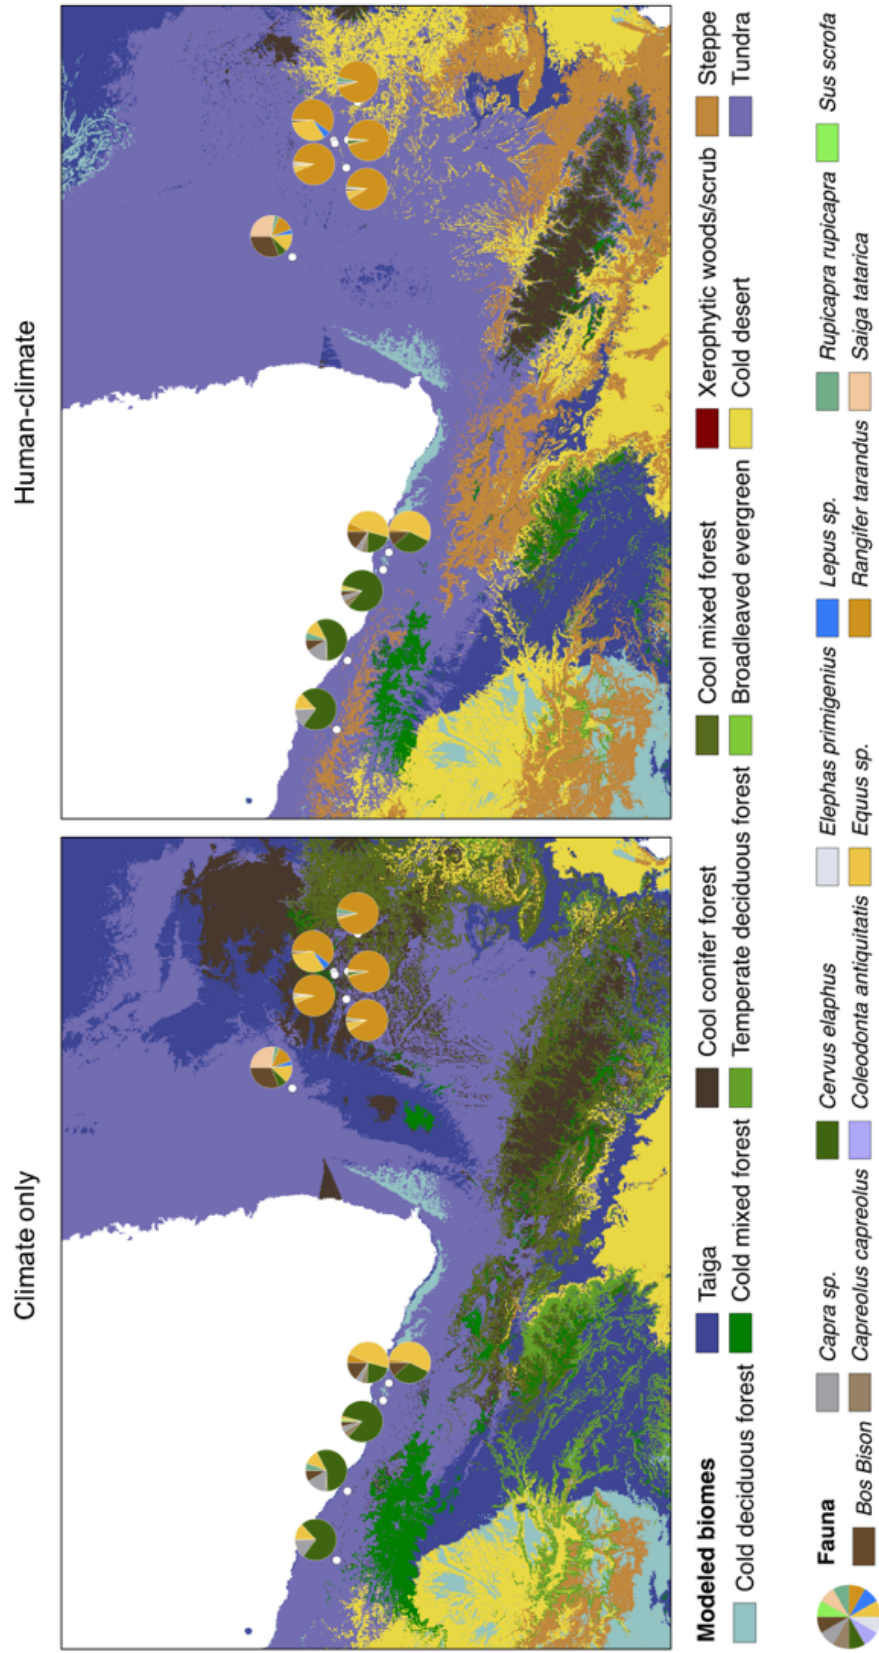 Climate only
Human-climate
Modeled biomes
Taiga
Cool conifer forest
Cool mixed forest
Xerophytic woods/scrub
Steppe
Cold deciduous forest
Cold mixed forest
Temperate deciduous forest
Broadleaved evergreen
Cold desert
Tundra
Fauna
Capra sp.
Cervus elaphus
Elephas primigenius
Lepus sp.
Rupicapra rupicapra
Sus scrofa
Bos Bison
Capreolus capreolus
Coleodonta antiquitatis
Equus sp.
Rangifer tarandus
Saiga tatarica